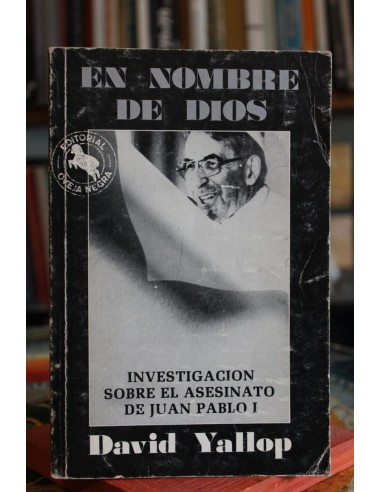 EN NOMBRE
DE DIOS
EDITORIAL
OVEJA NEGRA
INVESTIGACION
SOBRE EL ASESINATO
DE JUAN PABLO I
David Yallop